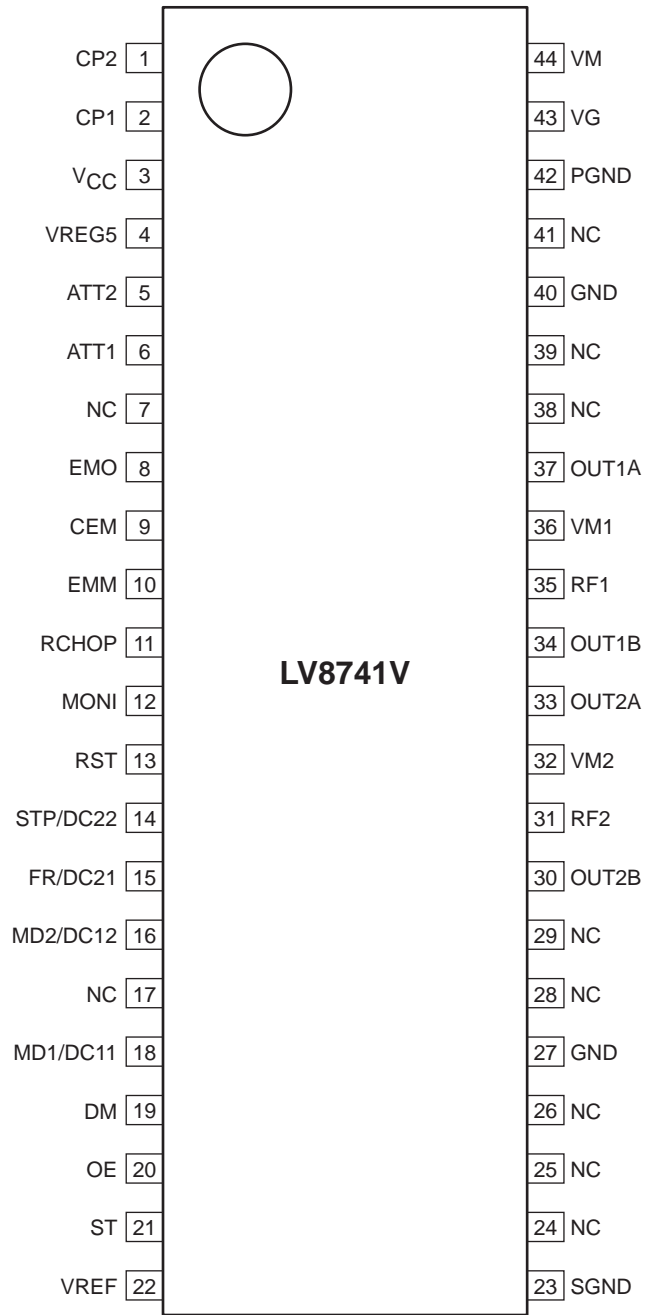 CP2 1 44 VM
CP1 2 43 VG
VCC 3 42 PGND
VREG5 4 41 NC
ATT2 5 40 GND
ATT1 6 39 NC
NC 7 38 NC
EMO 8 37 OUT1A
CEM 9 36 VM1
EMM 10 35 RF1
RCHOP 11 34 OUT1B
LV8741V
MONI 12 33 OUT2A
RST 13 32 VM2
STP/DC22 14 31 RF2
FR/DC21 15 30 OUT2B
MD2/DC12 16 29 NC
NC 17 28 NC
MD1/DC11 18 27 GND
DM 19 26 NC
OE 20 25 NC
ST 21 24 NC
VREF 22 23 SGND